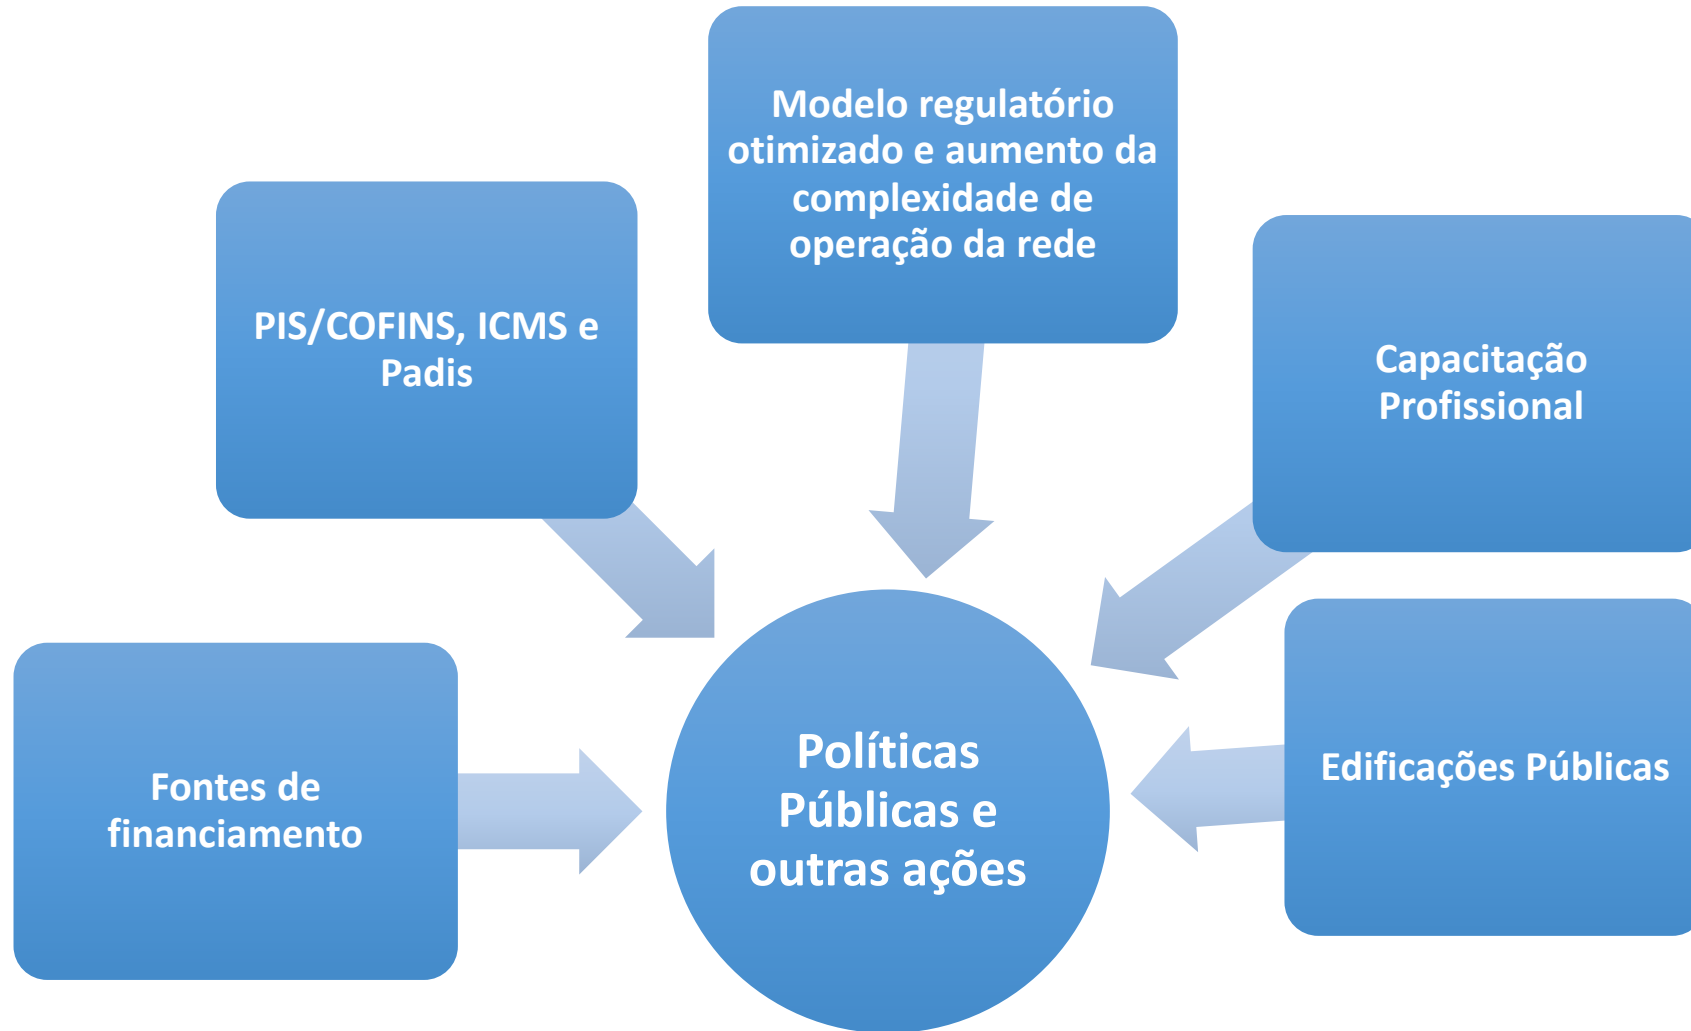 Modelo regulatório
otimizado e aumento da
complexidade de
operação da rede
PIS/COFINS, ICMS e
Padis
Capacitação
Profissional
Fontes de
financiamento
Políticas
Públicas e
outras ações
Edificações Públicas